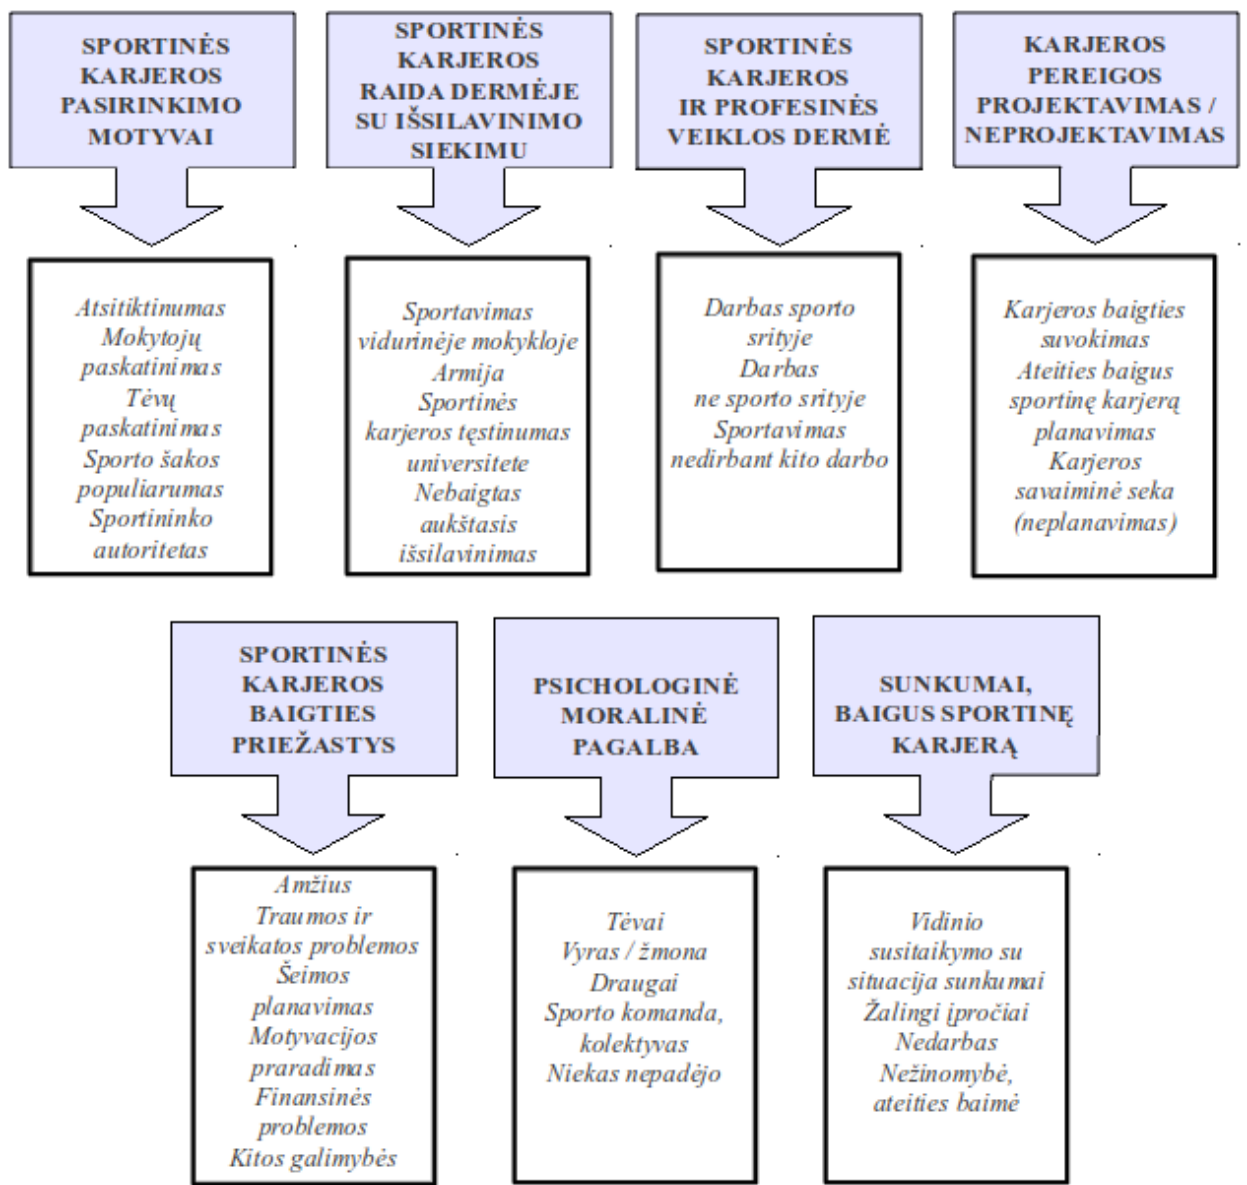 SPORTINĖS
KARJEROS
PASIRINKIMO
MOTYVAI
SPORTINĖS
KARJEROS
RAIDA DERMĖJE
SU IŠSILAVINIMO
SIEKIMU
SPORTINĖS
KARJEROS
IR PROFESINĖS
VEIKLOS DERMĖ
KARJEROS
PEREIGOS
PROJEKTAVIMAS /
NEPROJEKTAVIMAS
Atsitiktinumas
Mokytojų
paskatinimas
Tėvų
paskatinimas
Sporto šakos
populiarumas
Sportininko
autoritetas
Sportavimas
vidurinėje mokykloje
Armija
Sportinės
karjeros tęstinumas
universitete
Nebaigtas
aukštasis
išsilavinimas
Darbas sporto
srityje
Darbas
ne sporto srityje
Sportavimas
nedirbant kito darbo
Karjeros baigties
suvokimas
Ateities baigus
sportinę karjerą
planavimas
Karjeros
savaiminė seka
(neplanavimas)
SPORTINĖS
KARJEROS
BAIGTIES
PRIEŽASTYS
PSICHOLOGINĖ
MORALINĖ
PAGALBA
SUNKUMAI,
BAIGUS SPORTINĘ
KARJERĄ
Amžius
Traumos ir
sveikatos problemos
Šeimos
planavimas
Motyvacijos
praradimas
Finansinės
problemos
Kitos galimybės
Tėvai
Vyras / žmona
Draugai
Sporto komanda,
kolektyvas
Niekas nepadėjo
Vidinio
susitaikymo su
situacija sunkumai
Žalingi įpročiai
Nedarbas
Nežinomybė,
ateities baimė